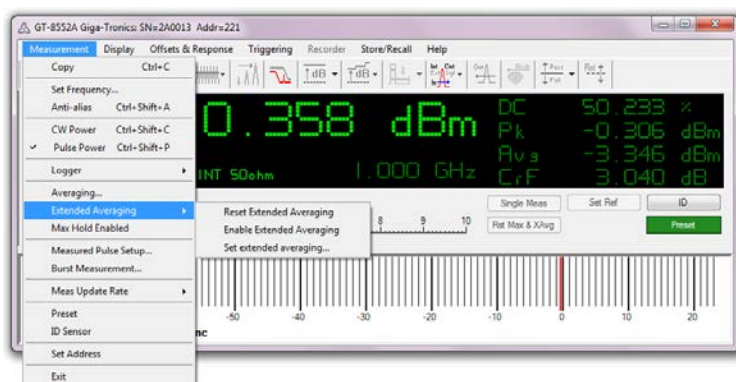 GT-8552A Giga-Tronics: SN=2A0013 Addr=221
Measurement Display Offsets & Response Triggering Recorder Store/Recall Help
Copy Ctrl+C
Set Frequency...
Anti-alias Ctrl+Shift+A
CW Power Ctrl+Shift+C
Pulse Power Ctrl+Shift+P
Logger
Averaging...
Extended Averaging
Max Hold Enabled
Measured Pulse Setup...
Burst Measurement...
Meas Update Rate
Preset
ID Sensor
Set Address
Exit
Reset Extended Averaging
Enable Extended Averaging
Set extended averaging...
1dB
1dB
0.358 dBm
INT 50ohm 1.000 GHz
DC 50.233 %
Pk -0.306 dBm
Avg -3.346 dBm
CrF 3.040 dB
8 9 10
Single Meas Set Ref ID
Rst Max & XAvg Preset
-50 -40 -30 -20 -10 0 10 20